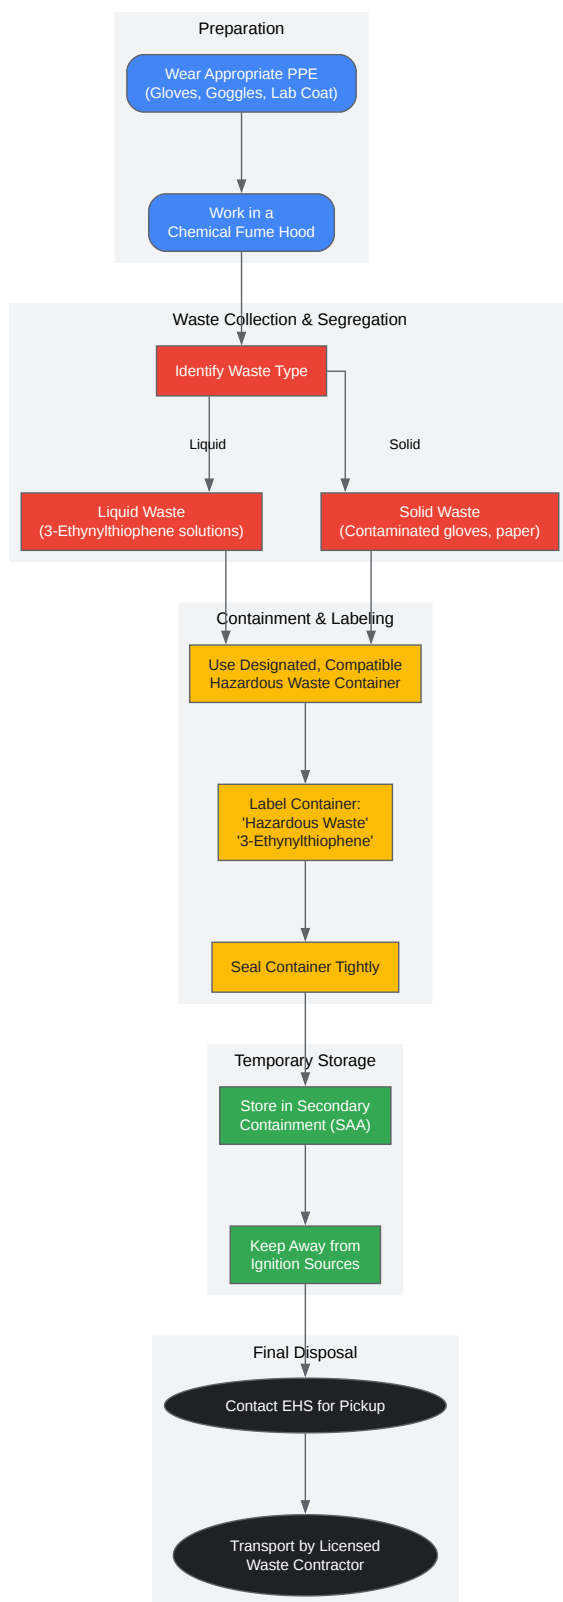 Preparation
Wear Appropriate PPE
(Gloves, Goggles, Lab Coat)
Work in a
Chemical Fume Hood
Waste Collection & Segregation
Identify Waste Type
Liquid
Solid
Liquid Waste
(3-Ethynylthiophene solutions)
Solid Waste
(Contaminated gloves, paper)
Containment & Labeling
Use Designated, Compatible
Hazardous Waste Container
Label Container:
'Hazardous Waste'
'3-Ethynylthiophene'
Seal Container Tightly
Temporary Storage
Store in Secondary
Containment (SAA)
Keep Away from
Ignition Sources
Final Disposal
Contact EHS for Pickup
Transport by Licensed
Waste Contractor